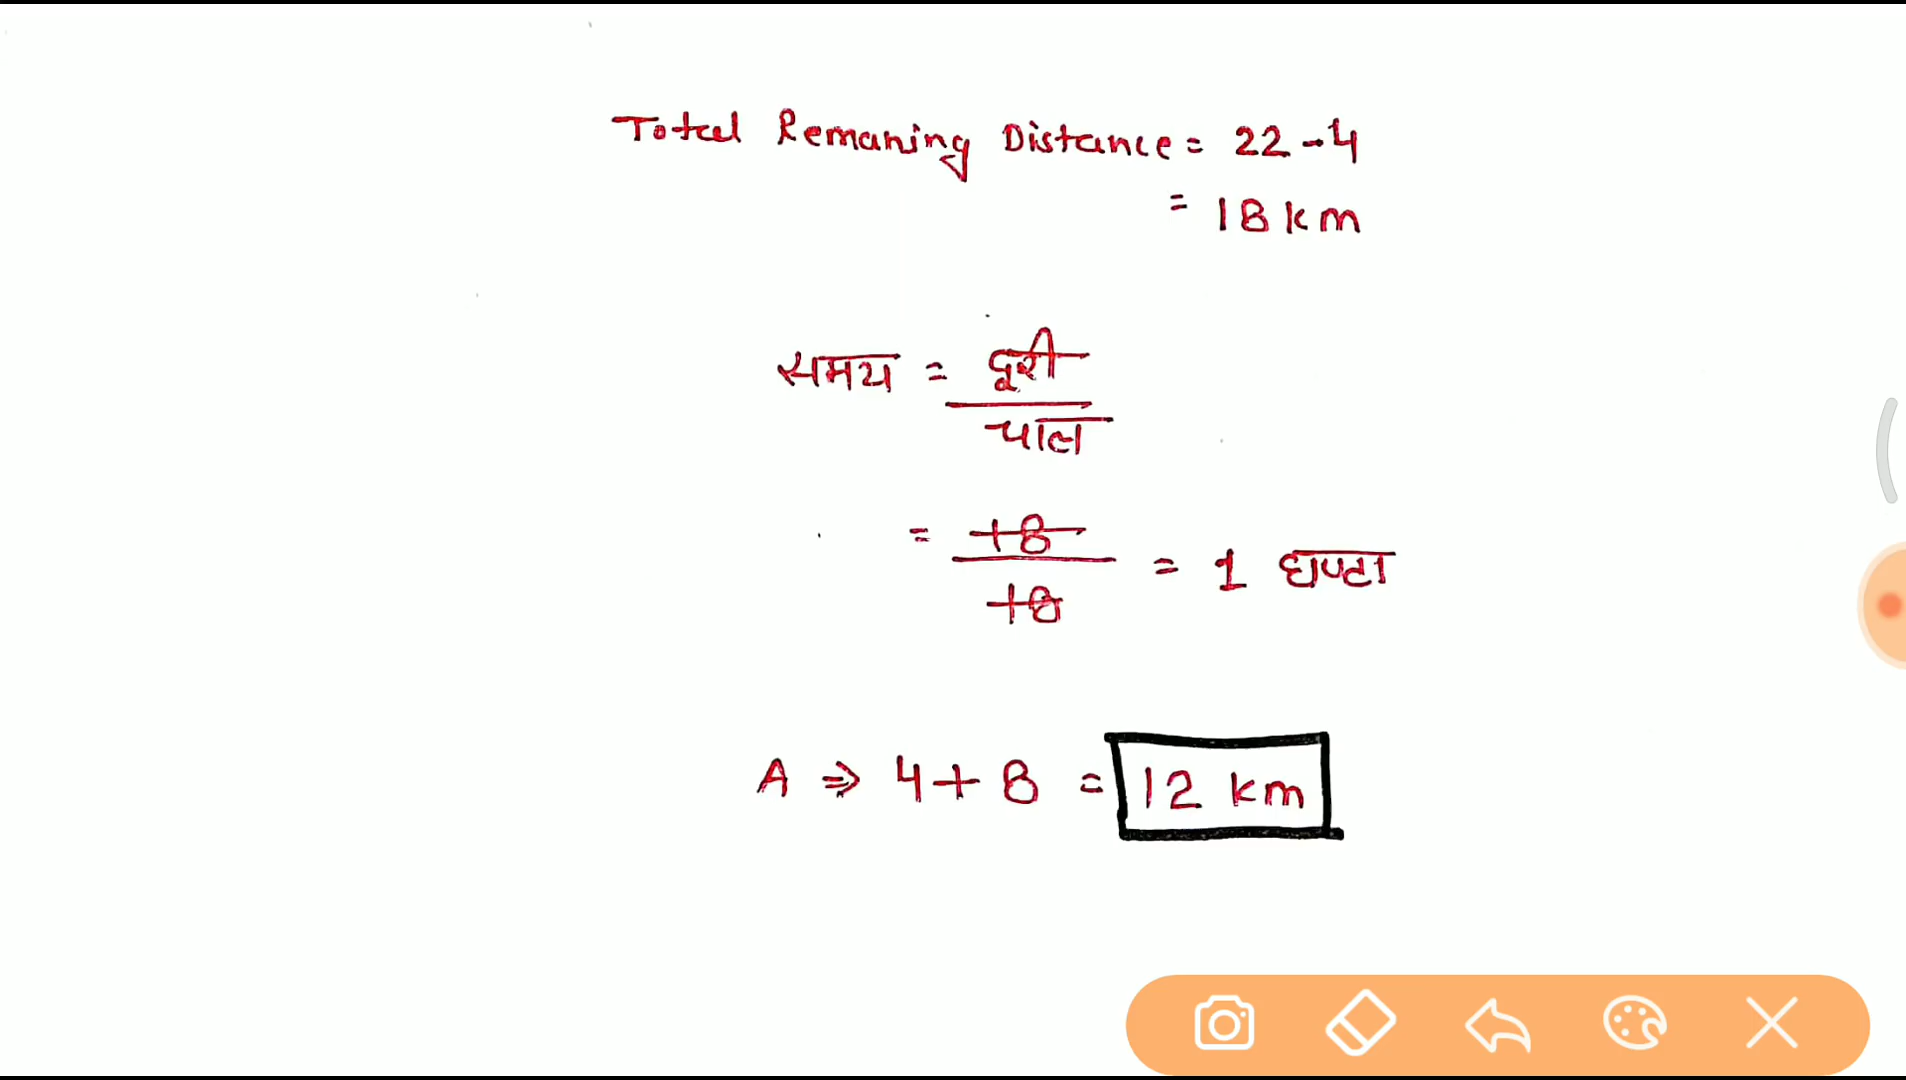 Total Remaning Distance = 22-4
= 18 km
समय = दूरी
चाल
= 18
18
= 1 घण्टा
A ⇒ 4+8 = 12 km